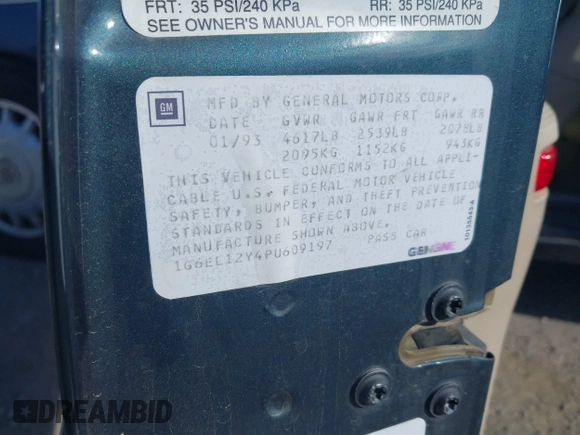 FRT: 35 PSI/240 KPa RR: 35 PSI/240 KPa
SEE OWNER'S MANUAL FOR MORE INFORMATION
GM MFD BY GENERAL MOTORS CORP.
DATE GVWR GAWR FRT GAWR RR
01/93 4617LB 2539LB 2078LB
2095KG 1152KG 943KG
THIS VEHICLE CONFORMS TO ALL APPLI-
CABLE U.S. FEDERAL MOTOR VEHICLE
SAFETY, BUMPER, AND THEFT PREVENTION
STANDARDS IN EFFECT ON THE DATE OF
MANUFACTURE SHOWN ABOVE.
1G6EL12Y4PU609197 PASS CAR
GENUINE
DREAMBID